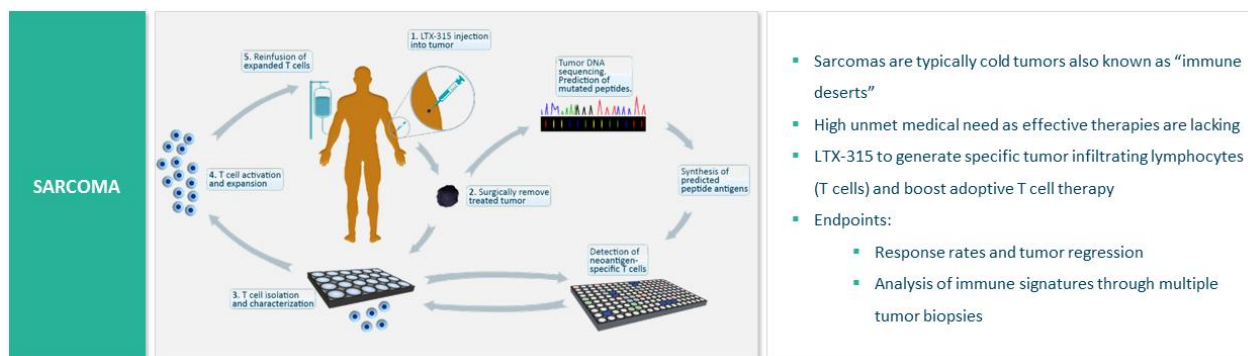 SARCOMA
1. LTX-315 injection
into tumor
5. Reinfusion of
expanded T cells
Tumor DNA
sequencing.
Prediction of
mutated peptides.
4. T cell activation
and expansion
2. Surgically remove
treated tumor
Synthesis of
predicted
peptide antigens
Detection of
neoantigen-
specific T cells
3. T cell isolation
and characterization
▪ Sarcomas are typically cold tumors also known as “immune
deserts”
▪ High unmet medical need as effective therapies are lacking
▪ LTX-315 to generate specific tumor infiltrating lymphocytes
(T cells) and boost adoptive T cell therapy
▪ Endpoints:
▪ Response rates and tumor regression
▪ Analysis of immune signatures through multiple
tumor biopsies